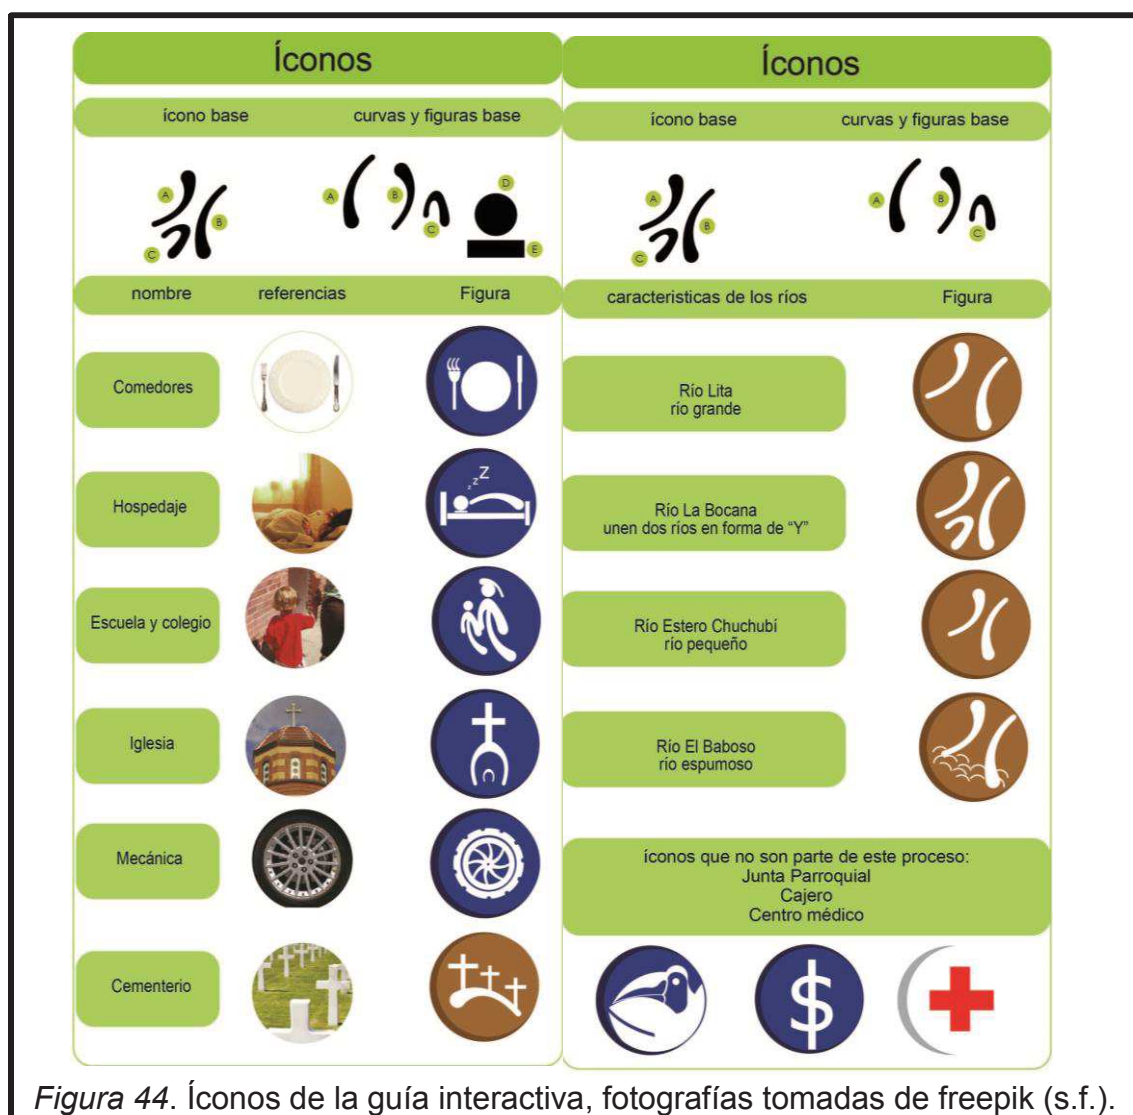 Íconos
ícono base curvas y figuras base
A
B
C
A
B
C
D
E
nombre referencias Figura
Comedores
Hospedaje
z z Z
Escuela y colegio
Iglesia
Mecánica
Cementerio
Íconos
ícono base curvas y figuras base
A
B
C
A
B
C
caracteristicas de los ríos Figura
Río Lita
río grande
Río La Bocana
unen dos ríos en forma de “Y”
Río Estero Chuchubí
río pequeño
Río El Baboso
río espumoso
íconos que no son parte de este proceso:
Junta Parroquial
Cajero
Centro médico
$
Figura 44. Íconos de la guía interactiva, fotografías tomadas de freepik (s.f.).